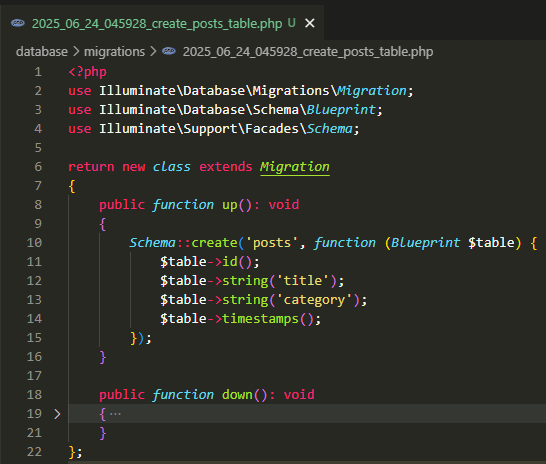 2025_06_24_045928_create_posts_table.php U ×
database > migrations > 2025_06_24_045928_create_posts_table.php
1 <?php
2 use Illuminate\Database\Migrations\Migration;
3 use Illuminate\Database\Schema\Blueprint;
4 use Illuminate\Support\Facades\Schema;
5
6 return new class extends Migration
7 {
8     public function up(): void
9     {
10         Schema::create('posts', function (Blueprint $table) {
11             $table->id();
12             $table->string('title');
13             $table->string('category');
14             $table->timestamps();
15         });
16     }
17
18     public function down(): void
19 >   { ···
21     }
22 };